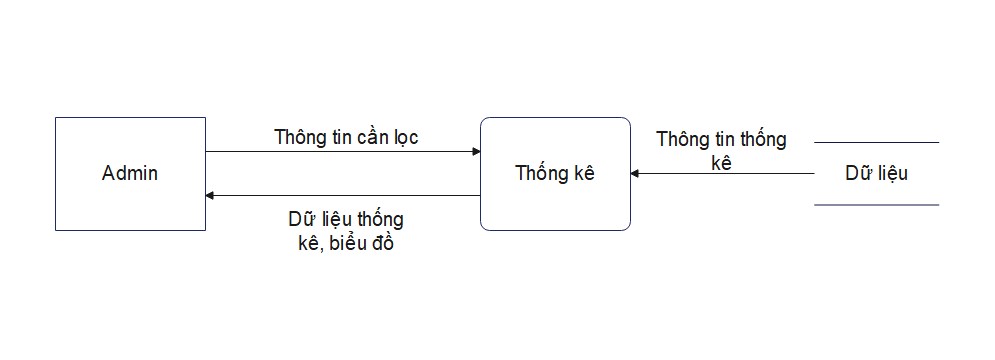 Thông tin cần lọc
Thông tin thống
kê
Admin
Thống kê
Dữ liệu
Dữ liệu thống
kê, biểu đồ